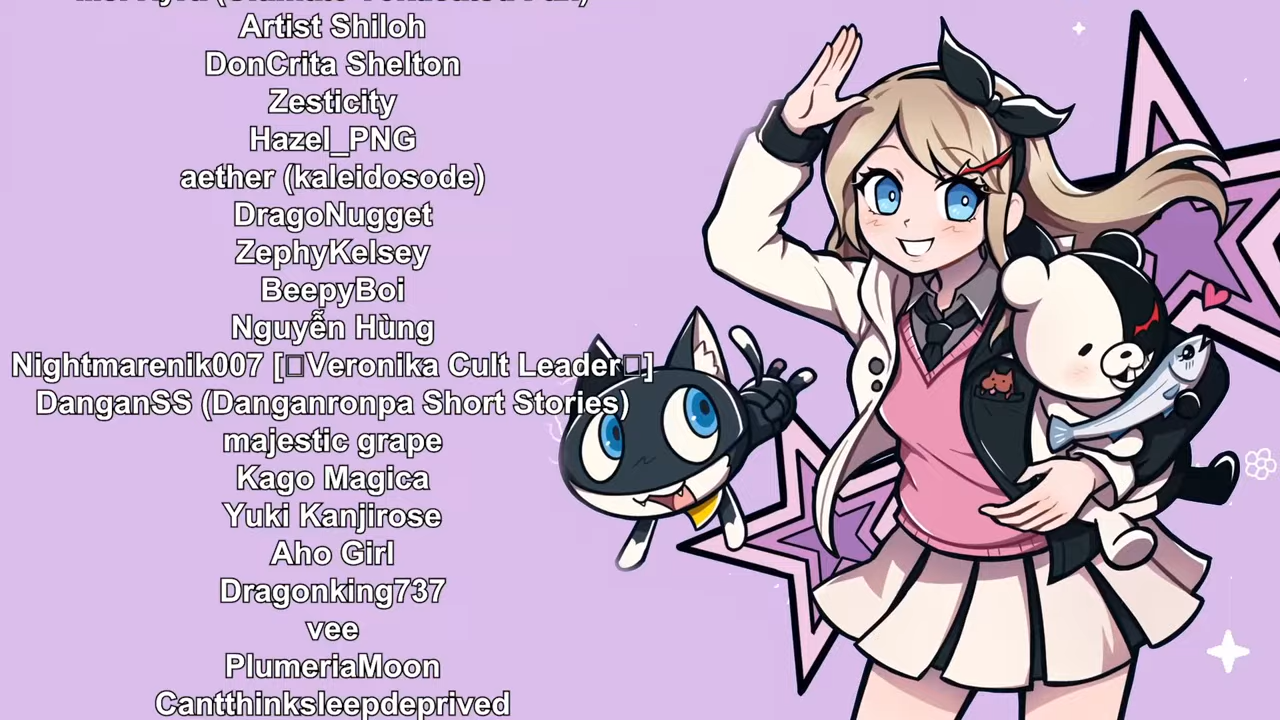 Artist Shiloh
DonCrita Shelton
Zesticity
Hazel_PNG
aether (kaleidosode)
DragoNugget
ZephyKelsey
BeepyBoi
Nguyễn Hùng
Nightmarenik007 [□Veronika Cult Leader□]
DanganSS (Danganronpa Short Stories)
majestic grape
Kago Magica
Yuki Kanjirose
Aho Girl
Dragonking737
vee
PlumeriaMoon
Cantthinksleepdeprived